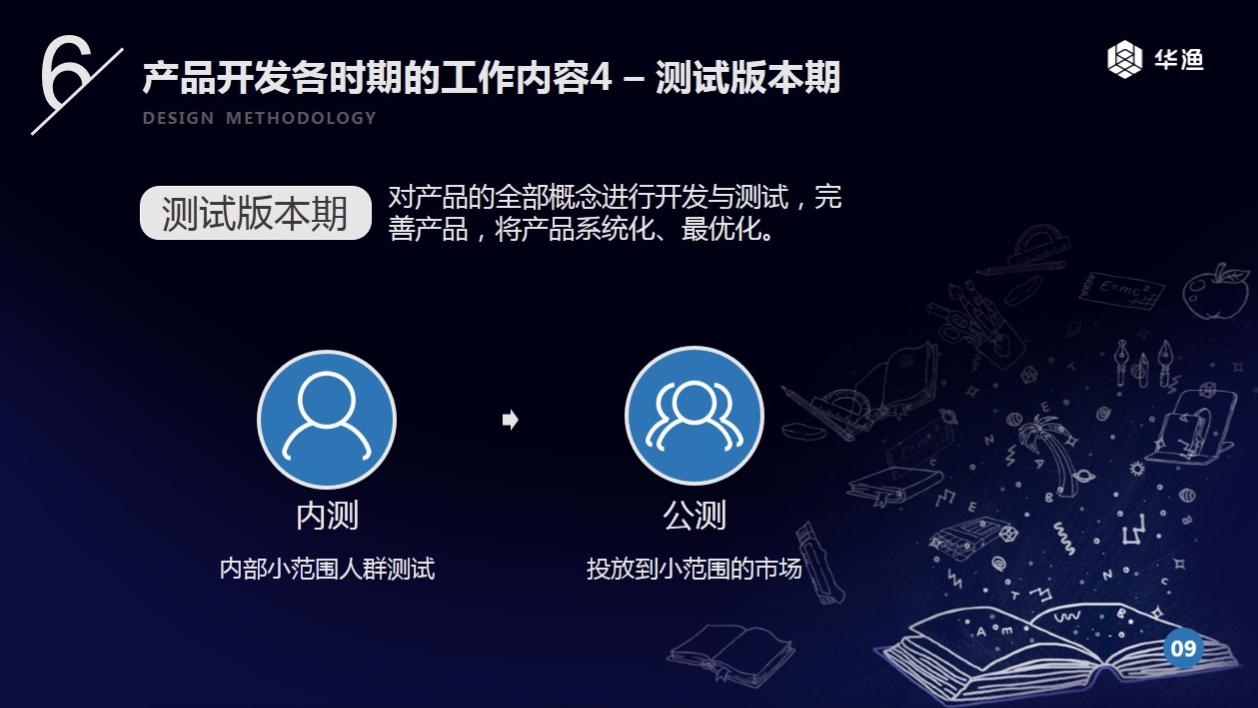 6
产品开发各时期的工作内容4 – 测试版本期
DESIGN METHODOLOGY
华渔
测试版本期
对产品的全部概念进行开发与测试，完
善产品，将产品系统化、最优化。
E=mc²
内测
公测
内部小范围人群测试
投放到小范围的市场
09